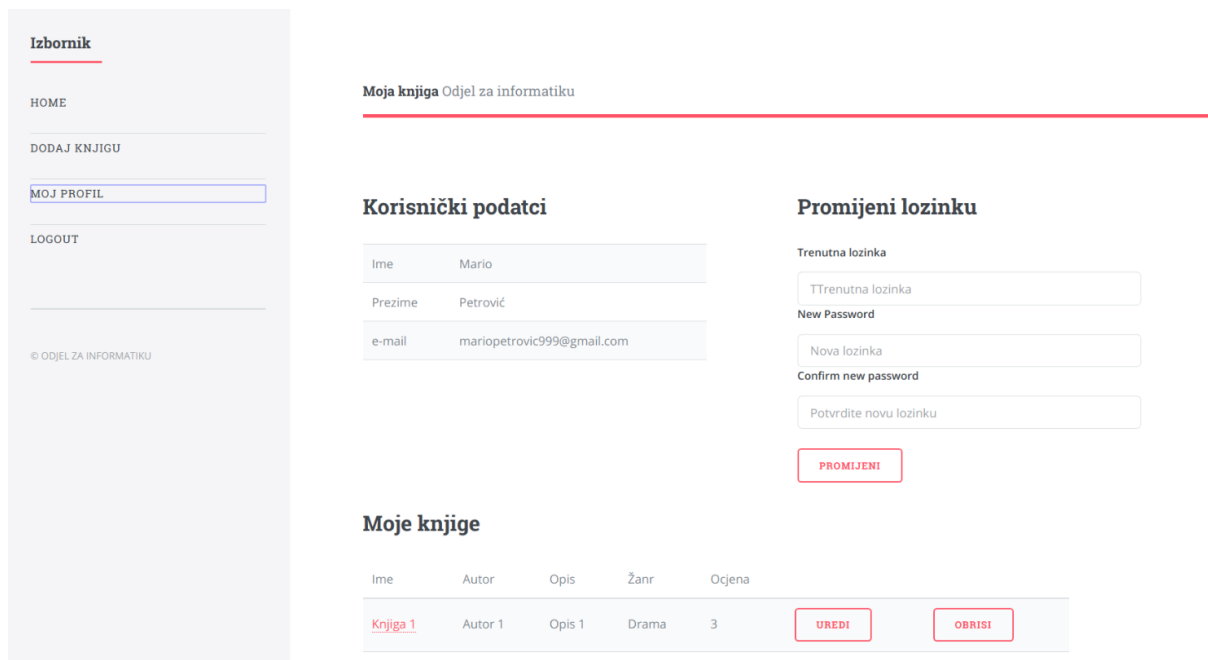 Izbornik
HOME
DODAJ KNJIGU
MOJ PROFIL
LOGOUT
© ODJEL ZA INFORMATIKU
Moja knjiga Odjel za informatiku
Korisnički podatci
Ime Mario
Prezime Petrović
e-mail mariopetrovic999@gmail.com
Promijeni lozinku
Trenutna lozinka
TTrenutna lozinka
New Password
Nova lozinka
Confirm new password
Potvrdite novu lozinku
PROMIJENI
Moje knjige
Ime Autor Opis Žanr Ocjena
Knjiga 1 Autor 1 Opis 1 Drama 3 UREDI OBRISI